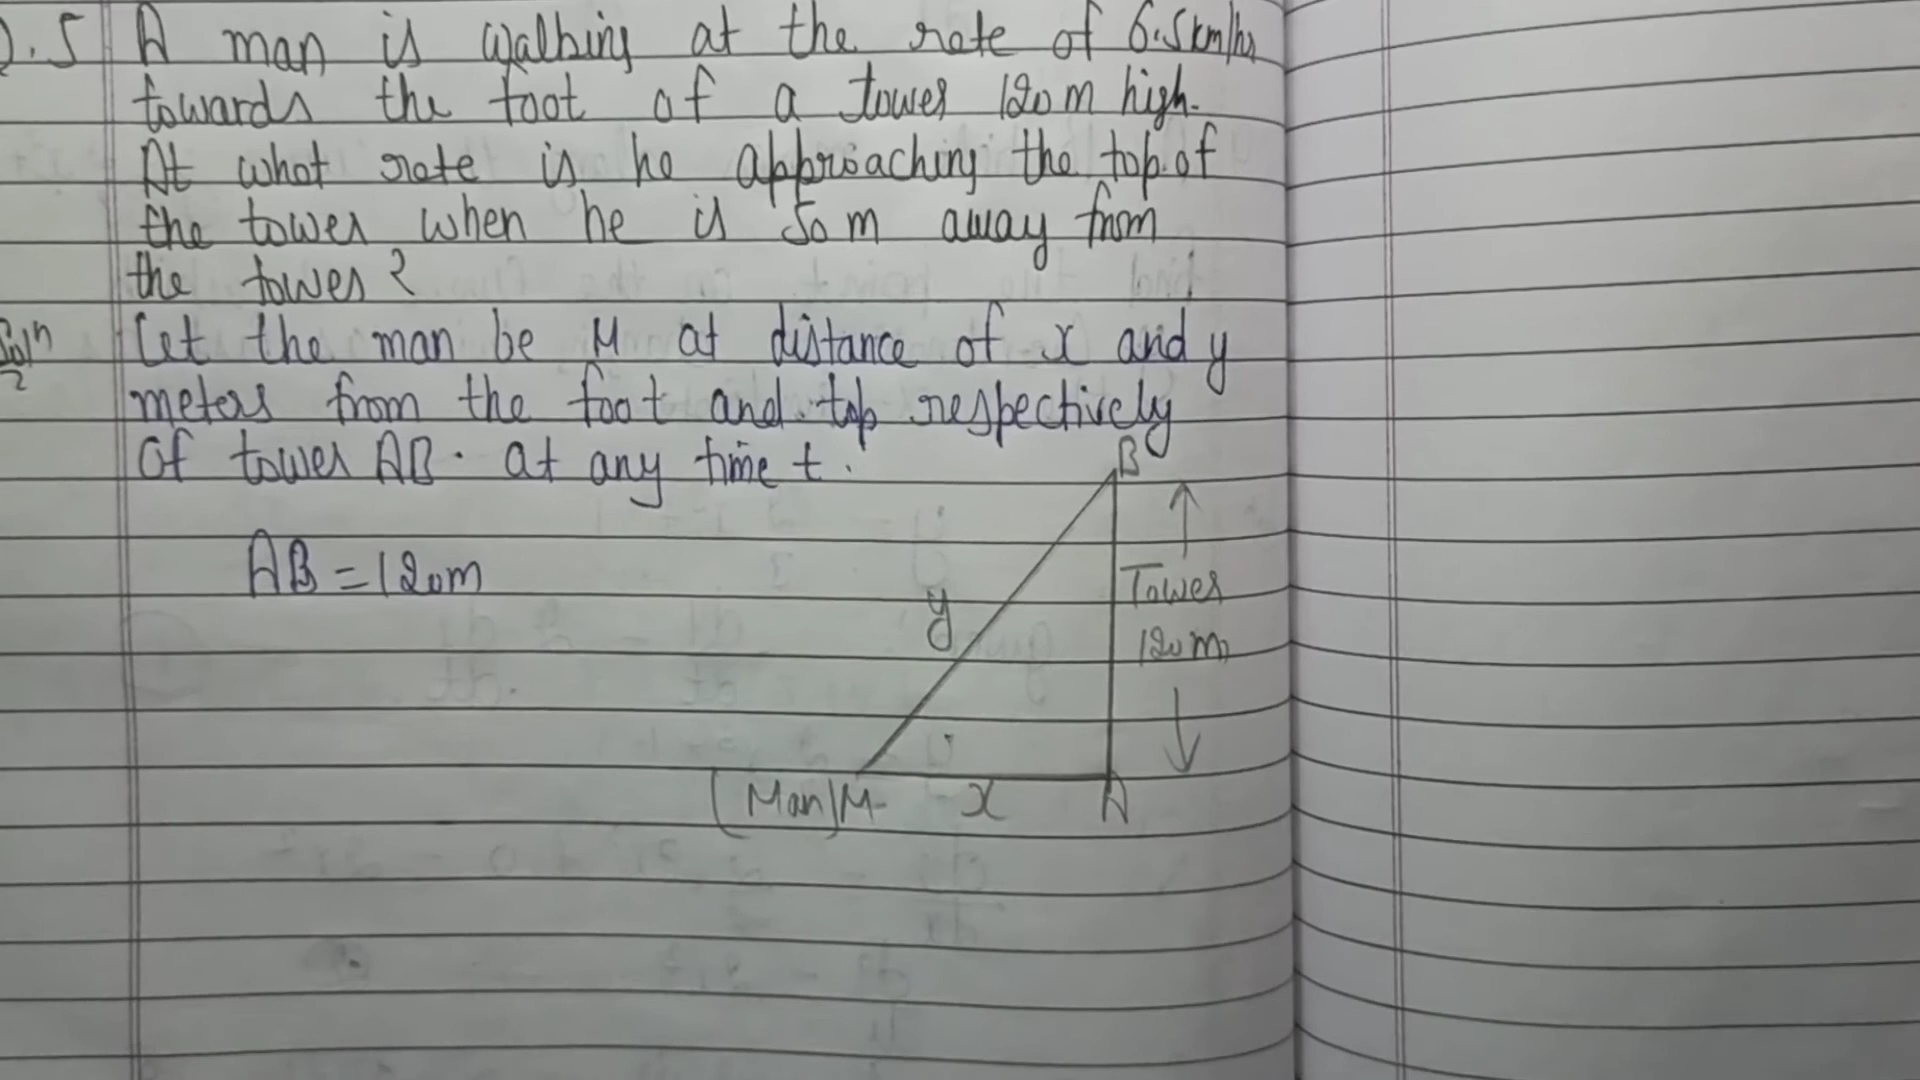 Q.5 A man is walking at the rate of 6.5km/hr
towards the foot of a tower 120m high.
At what rate is he approaching the top of
the tower when he is 50m away from
the tower?
Soln Let the man be M at distance of x and y
meters from the foot and top respectively
of tower AB. at any time t.
B
AB = 120m
Tower
y
120m
(Man)M x A